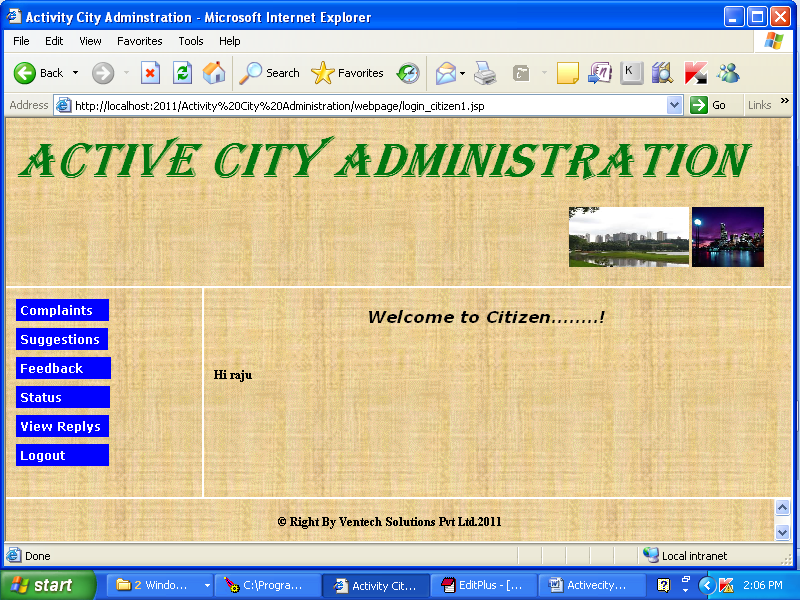 Activity City Adminstration - Microsoft Internet Explorer
File Edit View Favorites Tools Help
Back Search Favorites
Address http://localhost:2011/Activity%20City%20Administration/webpage/login_citizen1.jsp Go Links »
ACTIVE CITY ADMINISTRATION
Welcome to Citizen........!
Complaints
Suggestions
Feedback
Hi raju
Status
View Replys
Logout
© Right By Ventech Solutions Pvt Ltd.2011
Done Local intranet
start 2 Windo... C:\Progra... Activity Cit... EditPlus - [... Activecity... 2:06 PM